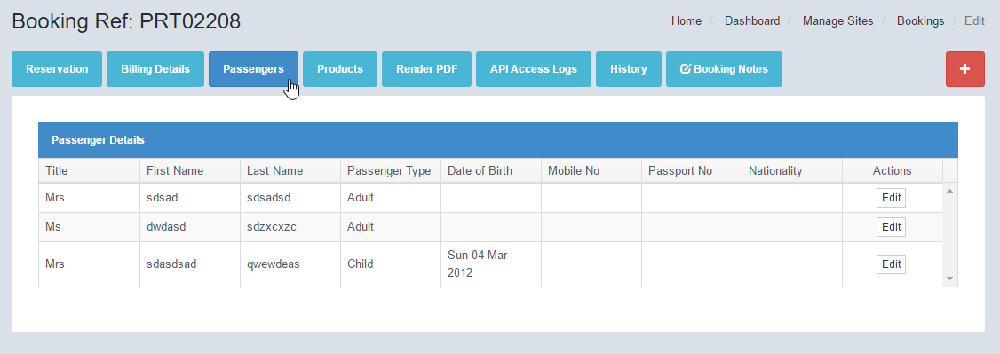 Booking Ref: PRT02208
Home / Dashboard / Manage Sites / Bookings / Edit
Reservation Billing Details Passengers Products Render PDF API Access Logs History Booking Notes +
Passenger Details
Title First Name Last Name Passenger Type Date of Birth Mobile No Passport No Nationality Actions
Mrs sdsad sdsadsd Adult Edit
Ms dwdasd sdzxcxzc Adult Edit
Mrs sdasdsad qwewdeas Child Sun 04 Mar Edit
2012